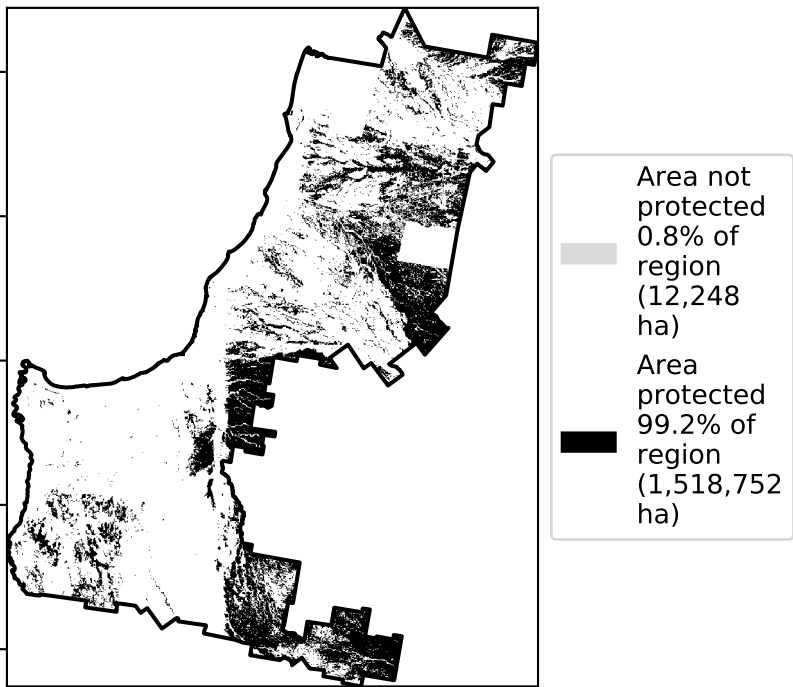 Area not
protected
0.8% of
region
(12,248
ha)
Area
protected
99.2% of
region
(1,518,752
ha)